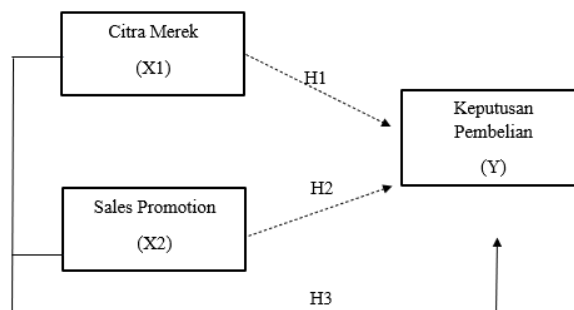 Citra Merek
(X1)
H1
Keputusan
Pembelian
(Y)
H2
Sales Promotion
(X2)
H3